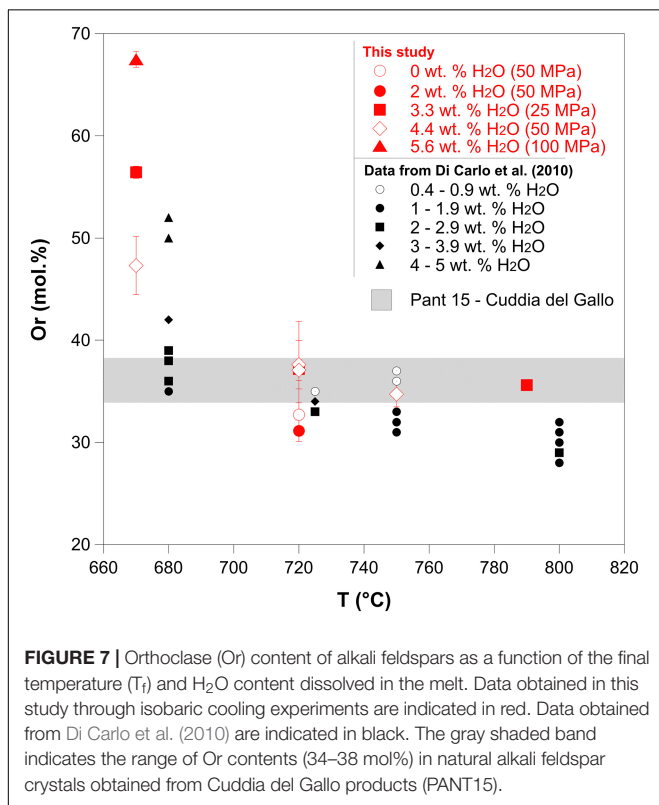 70
60
50
40
30
20
Or (mol.%)
This study
0 wt. % H2O (50 MPa)
2 wt. % H2O (50 MPa)
3.3 wt. % H2O (25 MPa)
4.4 wt. % H2O (50 MPa)
5.6 wt. % H2O (100 MPa)
Data from Di Carlo et al. (2010)
0.4 - 0.9 wt. % H2O
1 - 1.9 wt. % H2O
2 - 2.9 wt. % H2O
3 - 3.9 wt. % H2O
4 - 5 wt. % H2O
Pant 15 - Cuddia del Gallo
660 680 700 720 740 760 780 800 820
T (°C)
FIGURE 7 | Orthoclase (Or) content of alkali feldspars as a function of the final
temperature (Tf) and H2O content dissolved in the melt. Data obtained in this
study through isobaric cooling experiments are indicated in red. Data obtained
from Di Carlo et al. (2010) are indicated in black. The gray shaded band
indicates the range of Or contents (34–38 mol%) in natural alkali feldspar
crystals obtained from Cuddia del Gallo products (PANT15).